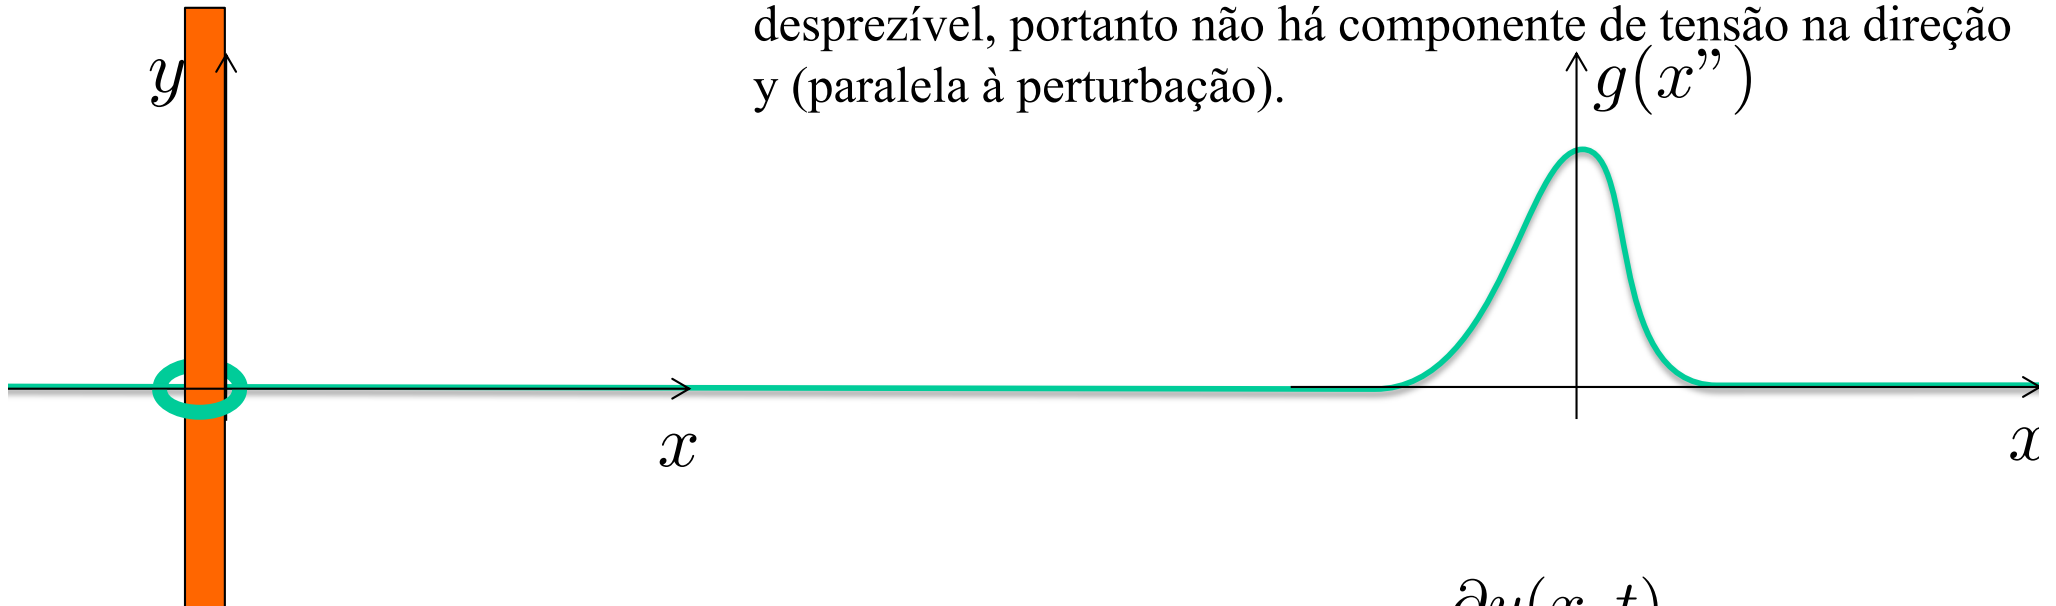 desprezível, portanto não há componente de tensão na direção
y (paralela à perturbação).
y
g(x”)
x
x
∂y(x, t)